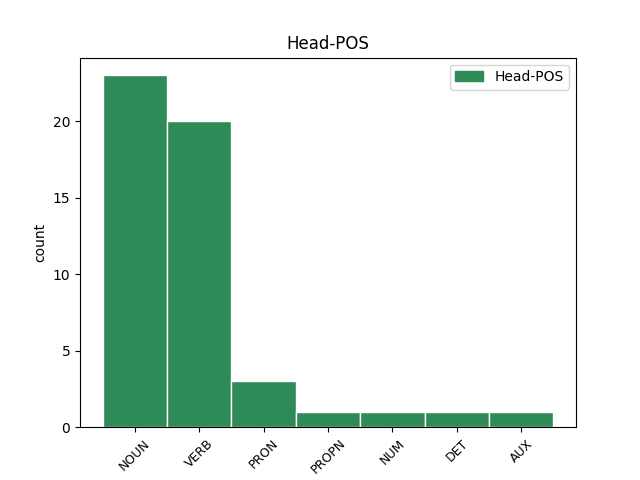 Head-POS
Head-POS
count
20
15
10
5
0
NOUN
VERB
PRON
PROPN
NUM
DET
AUX